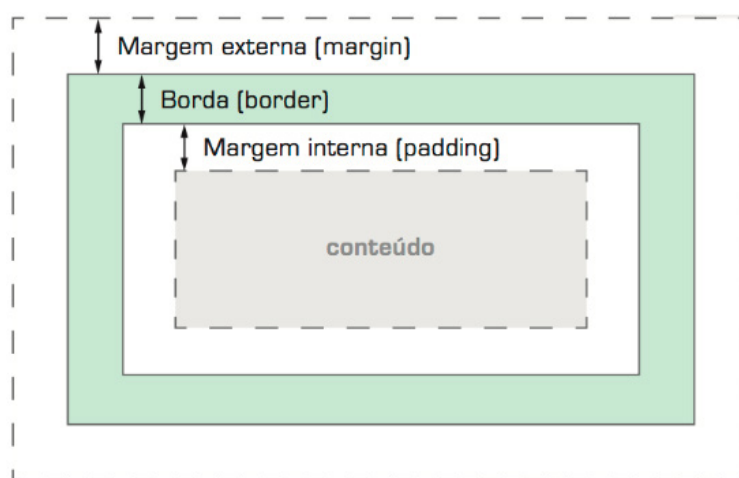 Margem externa (margin)
Borda (border)
Margem interna (padding)
conteúdo